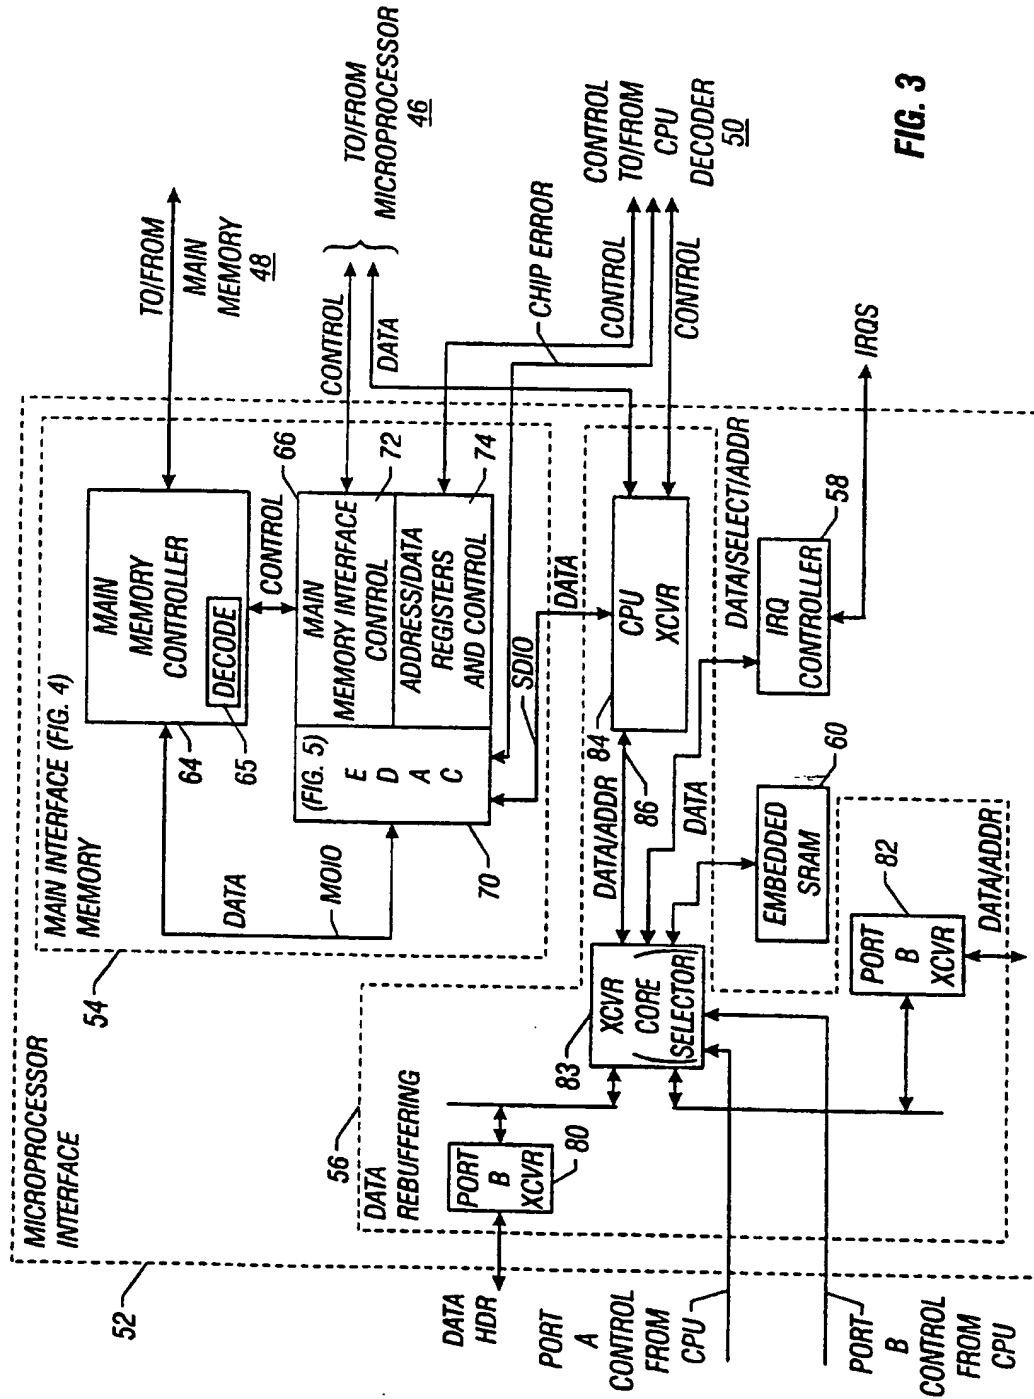 MICROPROCESSOR
INTERFACE
52
MAIN INTERFACE (FIG. 4)
MEMORY
54
MAIN
MEMORY
CONTROLLER
DECODE
64
65
TO/FROM
MAIN
MEMORY
48
DATA
MOIO
CONTROL
66
(FIG. 5)
E
D
A
C
70
MAIN
MEMORY INTERFACE
CONTROL
72
ADDRESS/DATA
REGISTERS
AND CONTROL
74
CONTROL
DATA
TO/FROM
MICROPROCESSOR
46
SDIO
DATA
CHIP ERROR
CONTROL
CONTROL
CONTROL
TO/FROM
CPU
DECODER
50
56
DATA
REBUFFERING
PORT
B
XCVR
80
DATA
HDR
83
XCVR
CORE
(SELECTOR)
DATA/ADDR
84
86
CPU
XCVR
DATA
DATA/SELECT/ADDR
IRQ
CONTROLLER
58
IRQS
EMBEDDED
SRAM
60
PORT
B
XCVR
82
DATA/ADDR
PORT
A
CONTROL
FROM
CPU
PORT
B
CONTROL
FROM
CPU
FIG. 3